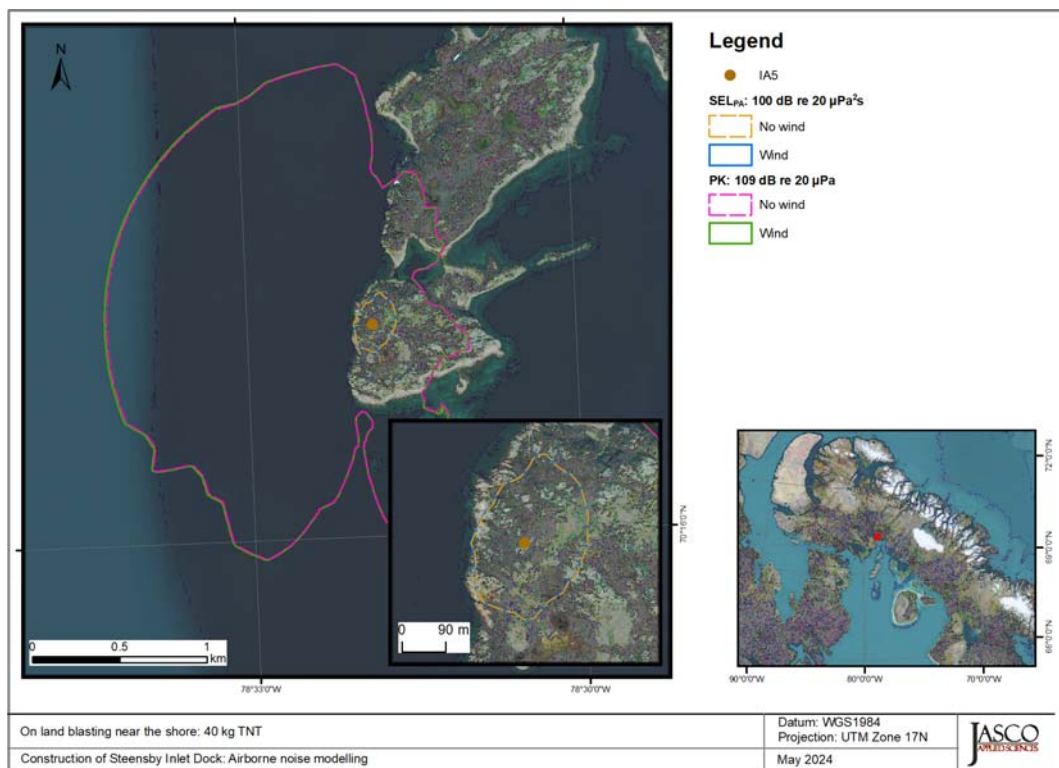 N
Legend
IA5
SELPA: 100 dB re 20 µPa²s
No wind
Wind
PK: 109 dB re 20 µPa
No wind
Wind
70°16'0"N
0 90 m
0 0.5 1
km
78°33'0"W 78°30'0"W
72°0'0"N
69°0'0"N
66°0'0"N
90°0'0"W 80°0'0"W 70°0'0"W
On land blasting near the shore: 40 kg TNT
Construction of Steensby Inlet Dock: Airborne noise modelling
Datum: WGS1984
Projection: UTM Zone 17N
May 2024
JASCO
APPLIED SCIENCES